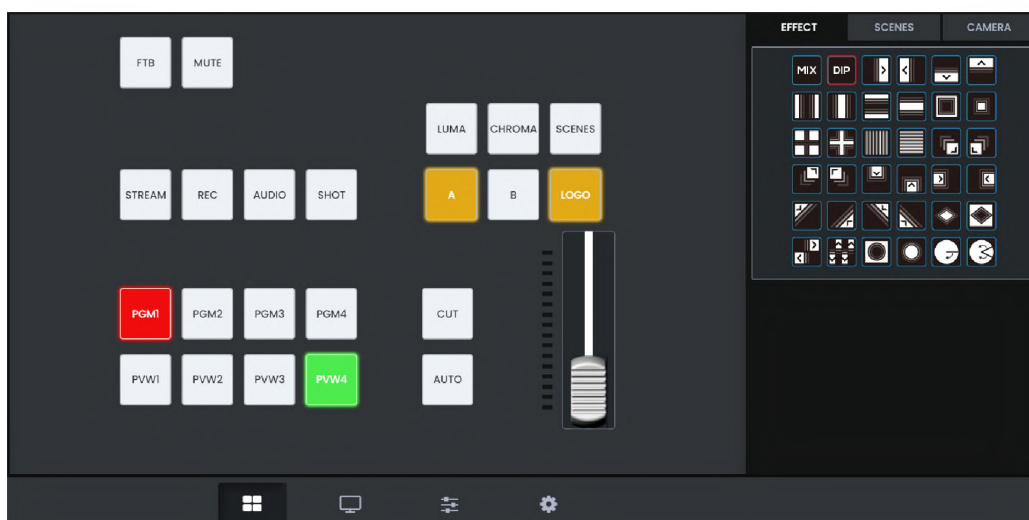 EFFECT SCENES CAMERA
FTB MUTE
MIX DIP
LUMA CHROMA SCENES
STREAM REC AUDIO SHOT A B LOGO
PGM1 PGM2 PGM3 PGM4 CUT
PVW1 PVW2 PVW3 PVW4 AUTO